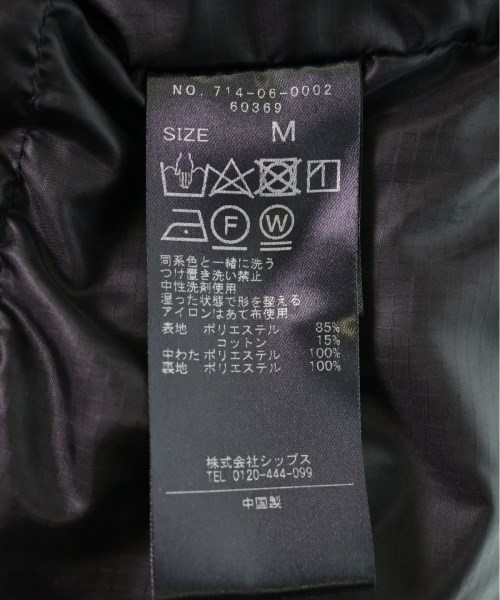 NO. 714-06-0002
60369
SIZE M
F W
同系色と一緒に洗う
つけ置き洗い禁止
中性洗剤使用
湿った状態で形を整える
アイロンはあて布使用
表地 ポリエステル 85%
コットン 15%
中わた ポリエステル 100%
裏地 ポリエステル 100%
株式会社シップス
TEL 0120-444-099
中国製